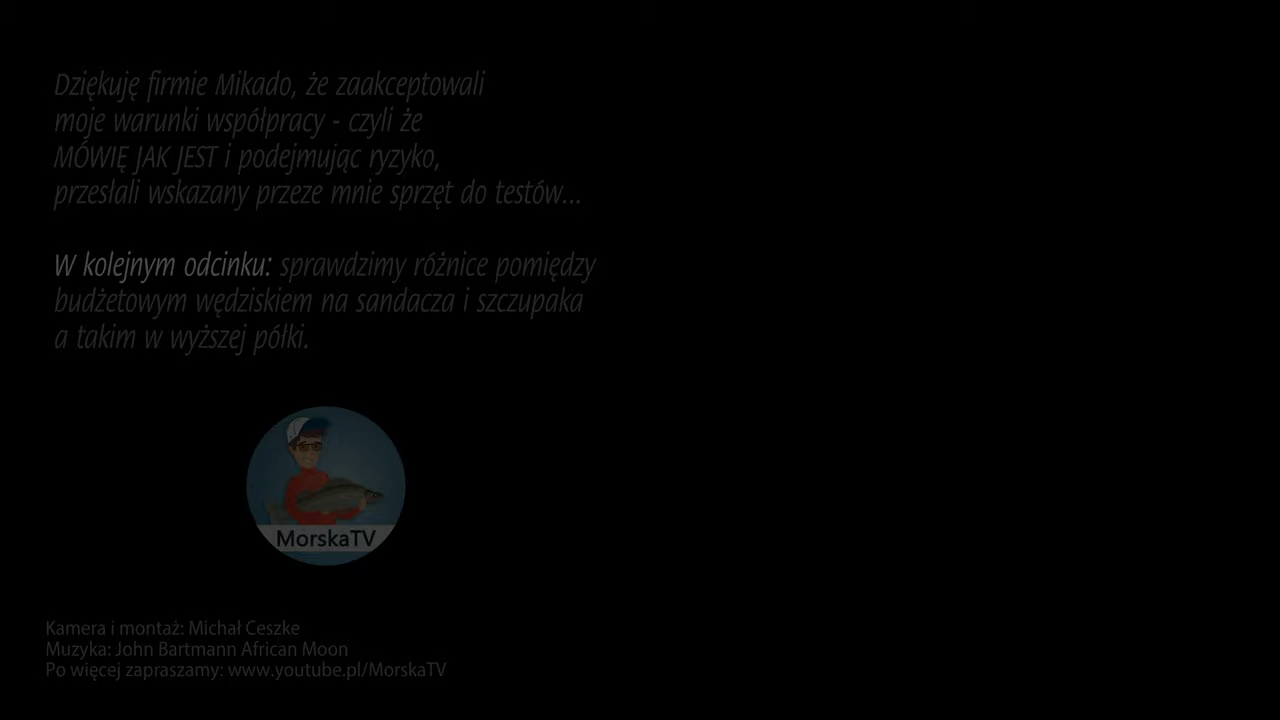 Dziękuję firmie Mikado, że zaakceptowali
moje warunki współpracy - czyli że
MÓWIĘ JAK JEST i podejmując ryzyko,
przesłali wskazany przeze mnie sprzęt do testów...
W kolejnym odcinku: sprawdzimy różnice pomiędzy
budżetowym wędziskiem na sandacza i szczupaka
a takim w wyższej półki.
MorskaTV
Kamera i montaż: Michał Ceszke
Muzyka: John Bartmann African Moon
Po więcej zapraszamy: www.youtube.pl/MorskaTV